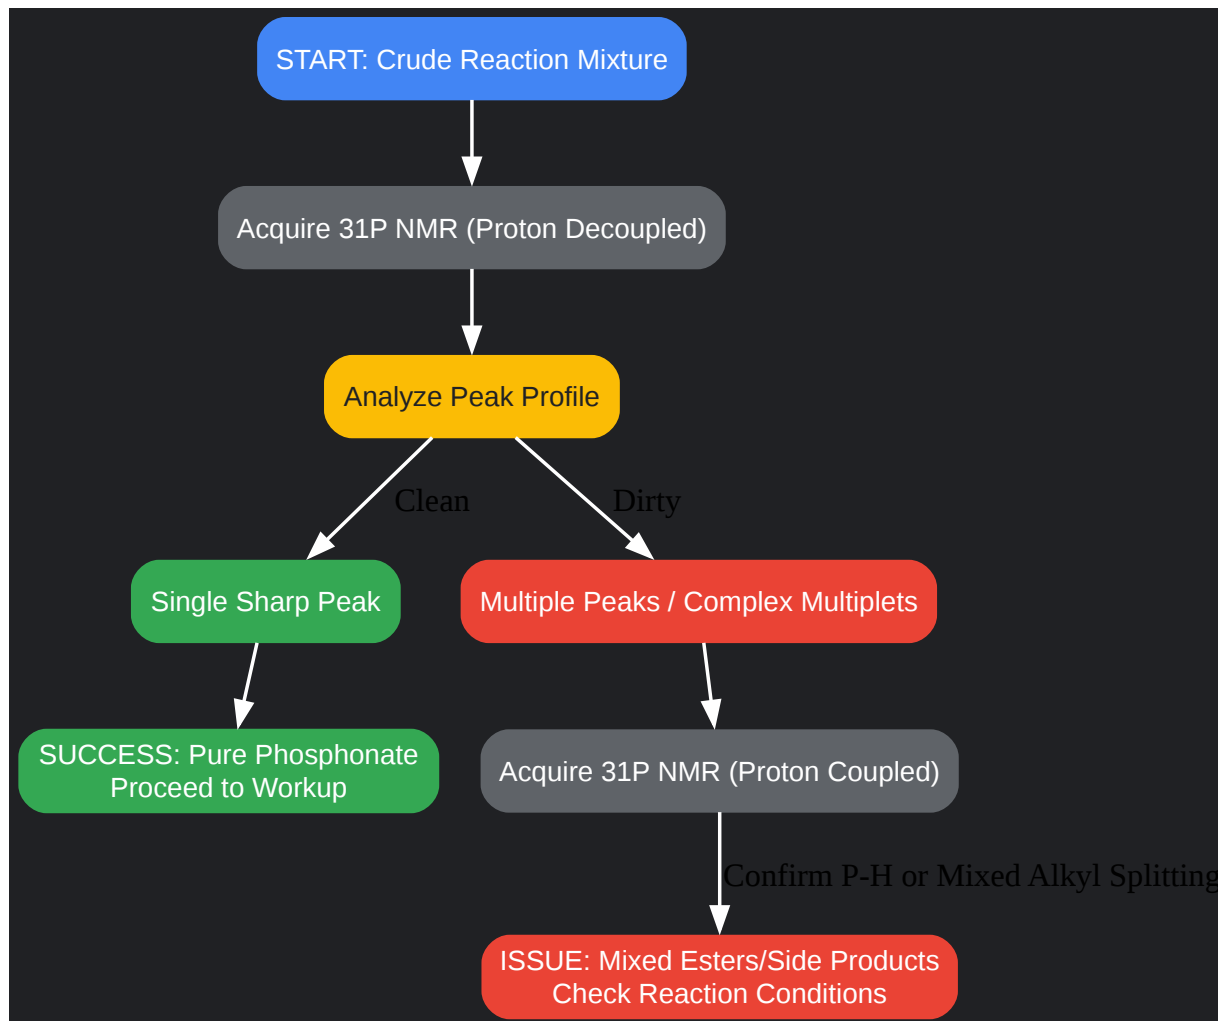 START: Crude Reaction Mixture
Acquire 31P NMR (Proton Decoupled)
Analyze Peak Profile
Clean
Dirty
Single Sharp Peak
Multiple Peaks / Complex Multiplets
SUCCESS: Pure Phosphonate
Proceed to Workup
Acquire 31P NMR (Proton Coupled)
Confirm P-H or Mixed Alkyl Splitting
ISSUE: Mixed Esters/Side Products
Check Reaction Conditions